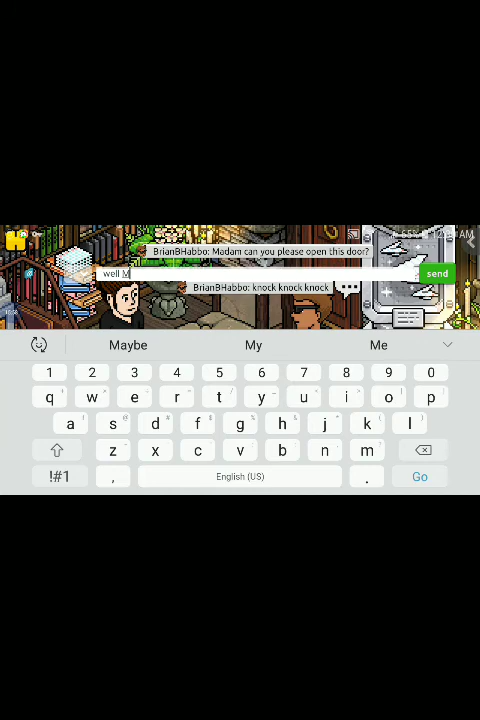 65%
BrianBHabbo: Madam can you please open this door?
well M
send
BrianBHabbo: knock knock knock
Maybe My Me
1 2 3 4 5 6 7 8 9 0
q w e r t y u i o p
a s d f g h j k l
z x c v b n m
!#1 , English (US) . Go